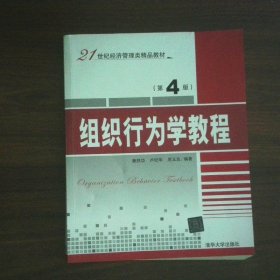 21世纪经济管理类精品教材
(第4版)
组织行为学教程
Organization Behavior Textbook
清华大学出版社